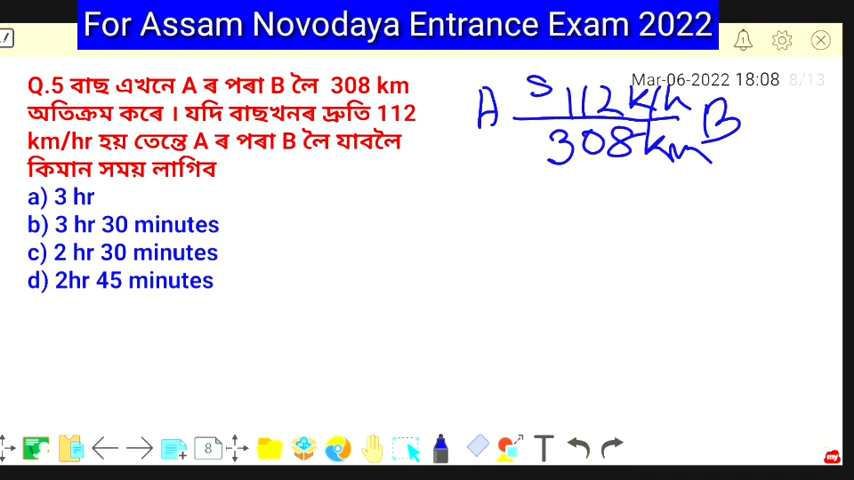 For Assam Novodaya Entrance Exam 2022
Mar-06-2022 18:08 8/13
Q.5 বাছ এখনে A ৰ পৰা B লৈ 308 km
অতিক্ৰম কৰে । যদি বাছখনৰ দ্ৰুতি 112
km/hr হয় তেন্তে A ৰ পৰা B লৈ যাবলৈ
কিমান সময় লাগিব
a) 3 hr
b) 3 hr 30 minutes
c) 2 hr 30 minutes
d) 2hr 45 minutes
S 112 k/h
A B
308 km
8
T
my